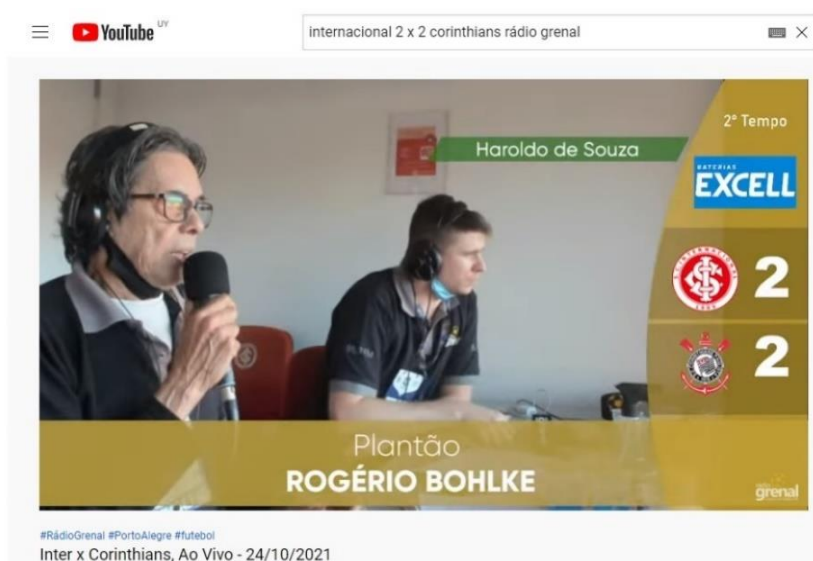 YouTube UY
internacional 2 x 2 corinthians rádio grenal
2º Tempo
Haroldo de Souza
BATERIAS
EXCELL
2
2
Plantão
ROGÉRIO BOHLKE
grenal
#RádioGrenal #PortoAlegre #futebol
Inter x Corinthians, Ao Vivo - 24/10/2021